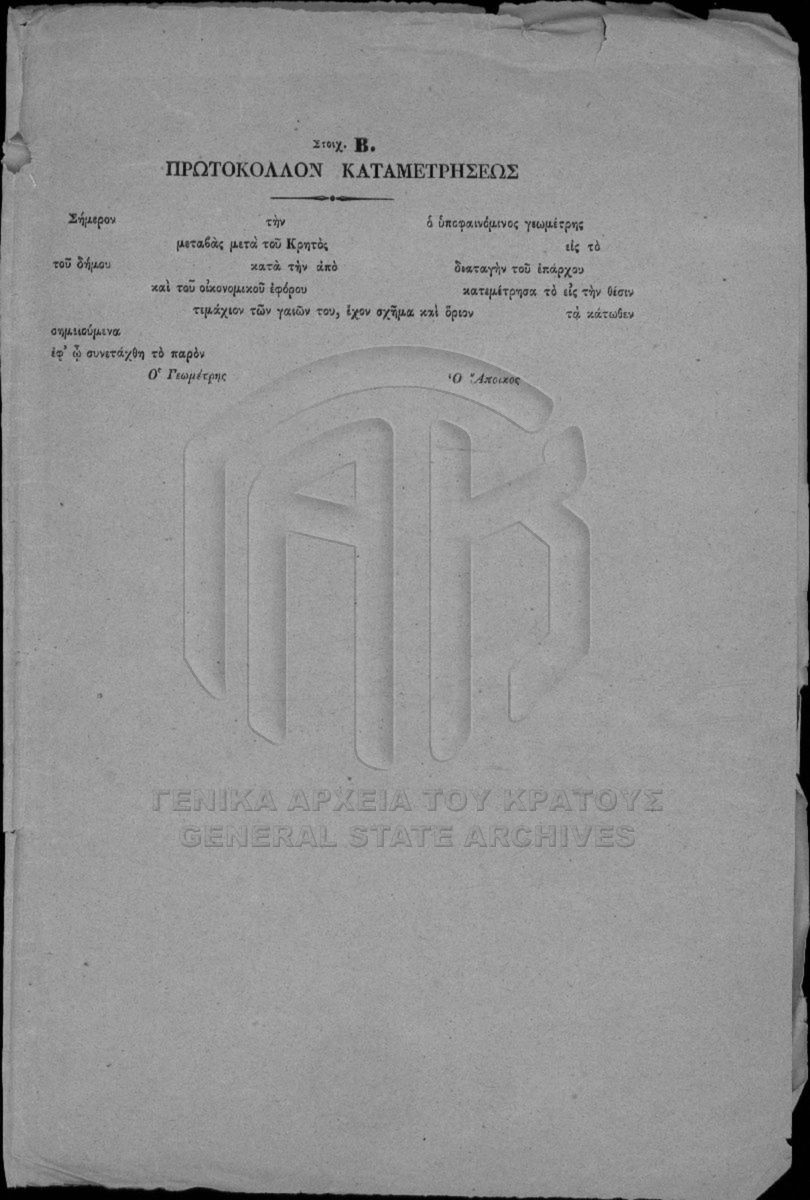 Στοιχ. Β.
ΠΡΩΤΟΚΟΛΛΟΝ ΚΑΤΑΜΕΤΡΗΣΕΩΣ
Σήμερον τὴν ὁ ὑποφαινόμινος γεωμέτρης
μεταβὰς μετὰ τοῦ Κρητὸς εἰς τὸ
τοῦ δήμου κατὰ τὴν ἀπὸ διαταγὴν τοῦ ἐπάρχου
καὶ τοῦ οἰκονομικοῦ ἐφόρου κατεμέτρησα τὸ εἰς τὴν θέσιν
τιμάχιον τῶν γαιῶν του, ἔχον σχῆμα καὶ ὅριον τὰ κάτωθεν
σημειούμενα
ἐφ' ᾧ συνετάχθη τὸ παρὸν
Ὁ Γεωμέτρης Ὁ Ἄποικος
ΓΕΝΙΚΑ ΑΡΧΕΙΑ ΤΟΥ ΚΡΑΤΟΥΣ
GENERAL STATE ARCHIVES